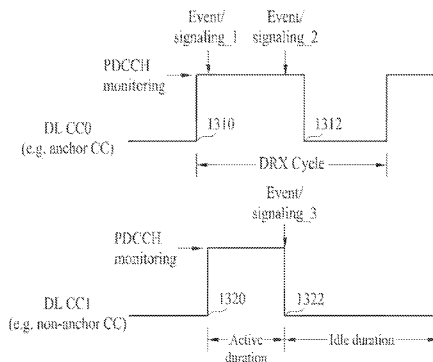 Event/ Event/
signaling_1 signaling_2
PDCCH
monitoring
DL CC0
(e.g. anchor CC)
1310
1312
DRX Cycle
Event/
signaling_3
PDCCH
monitoring
DL CC1
(e.g. non-anchor CC)
1320
1322
Active
duration
Idle duration